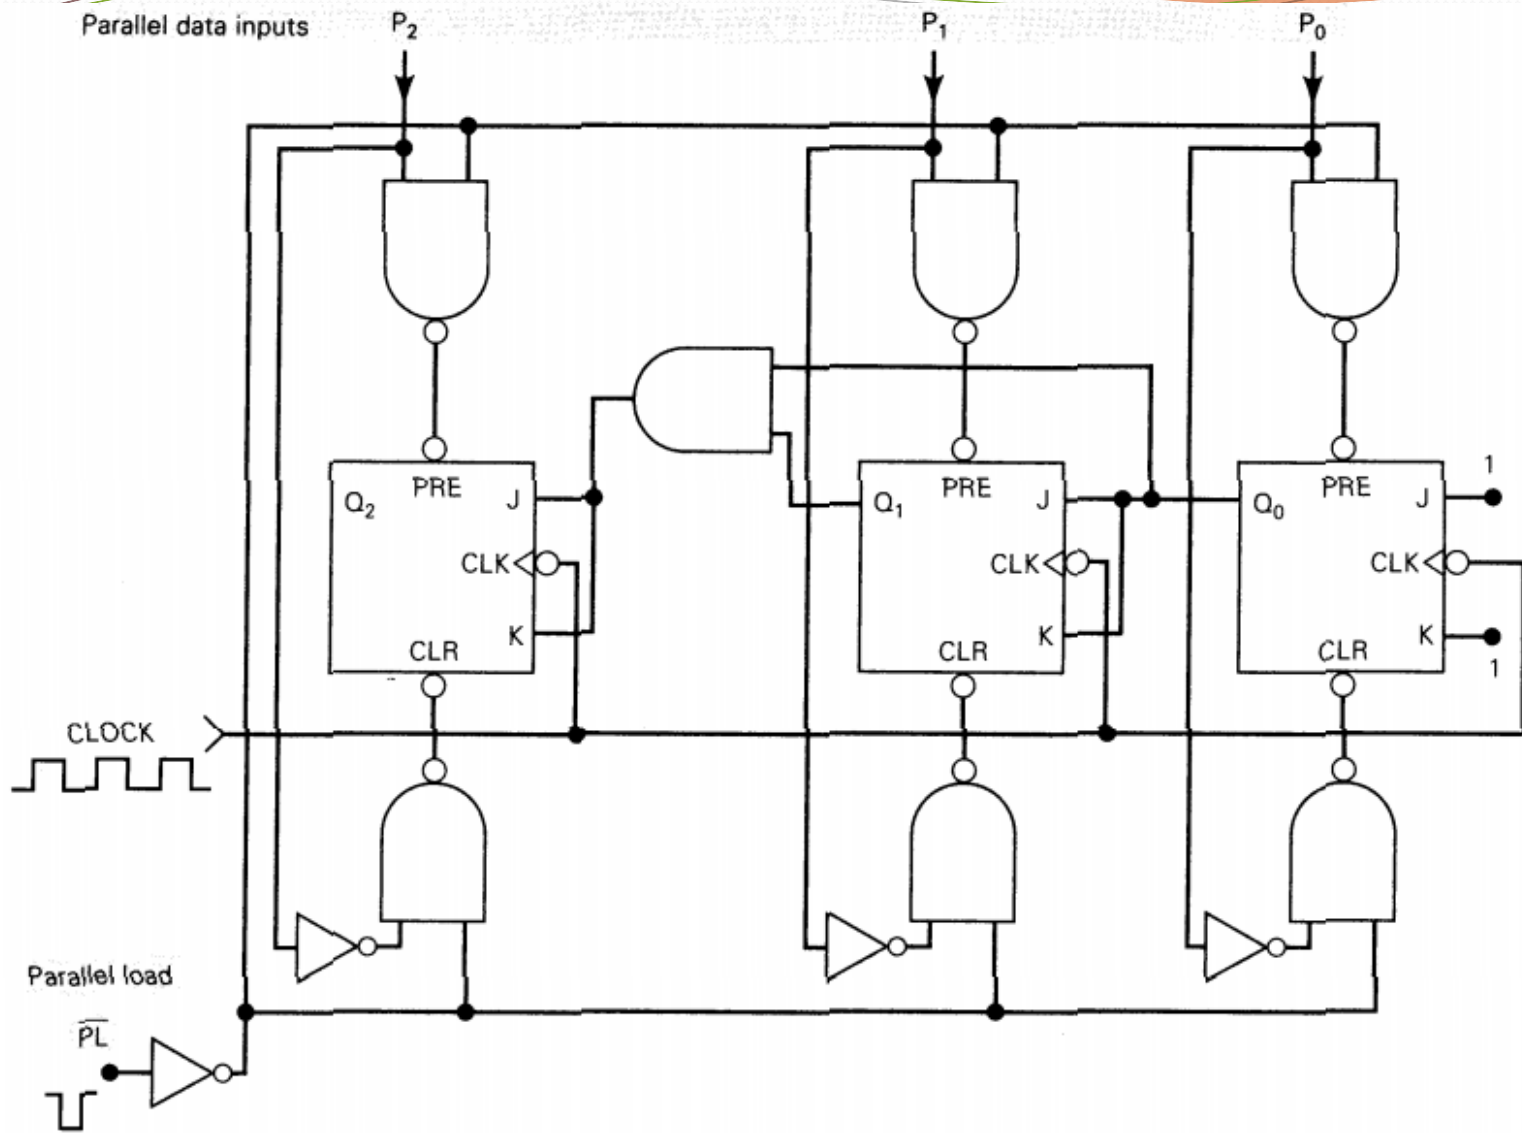 Parallel data inputs P₂ P₁ P₀
PRE PRE PRE 1
Q₂ J Q₁ J Q₀ J
CLK CLK CLK
K K K
CLR CLR CLR 1
CLOCK
Parallel load
P̅L̅